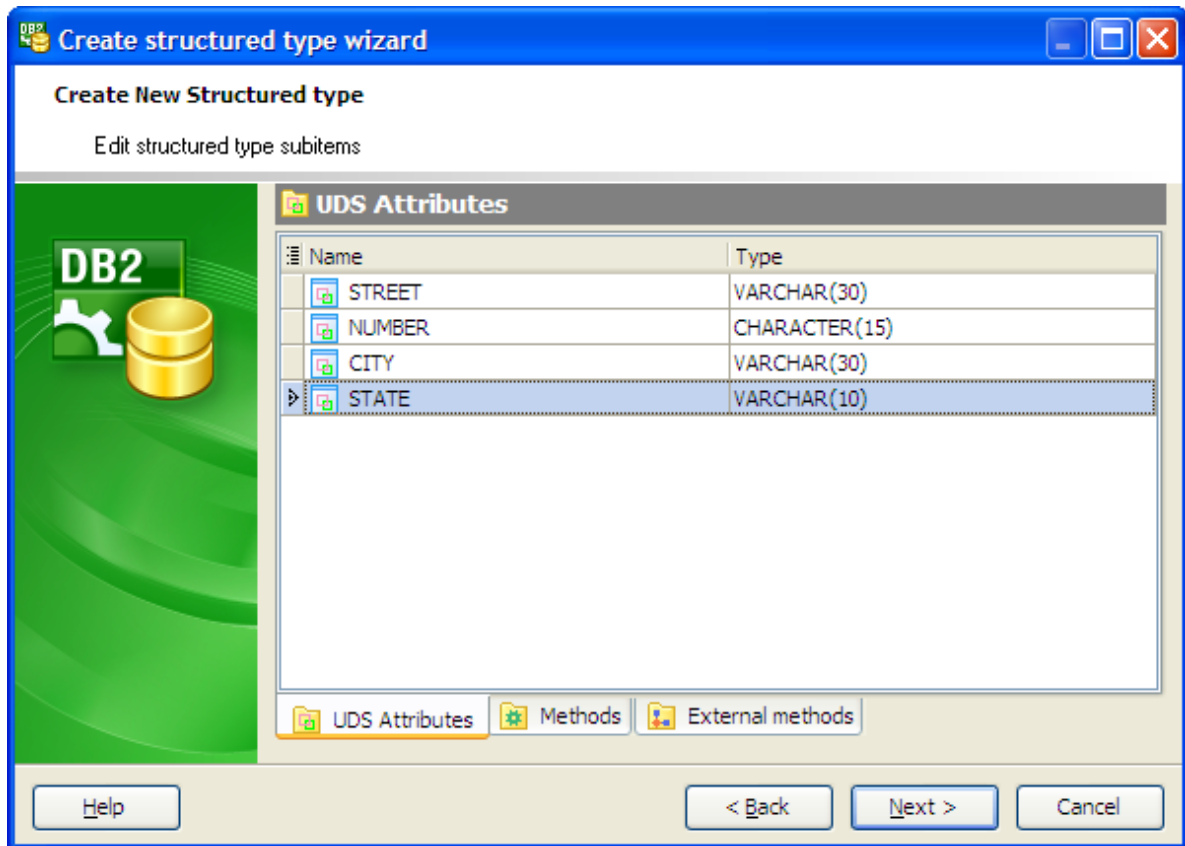 DB2
Create structured type wizard
Create New Structured type
Edit structured type subitems
DB2
UDS Attributes
Name Type
STREET VARCHAR(30)
NUMBER CHARACTER(15)
CITY VARCHAR(30)
STATE VARCHAR(10)
UDS Attributes Methods External methods
Help < Back Next > Cancel